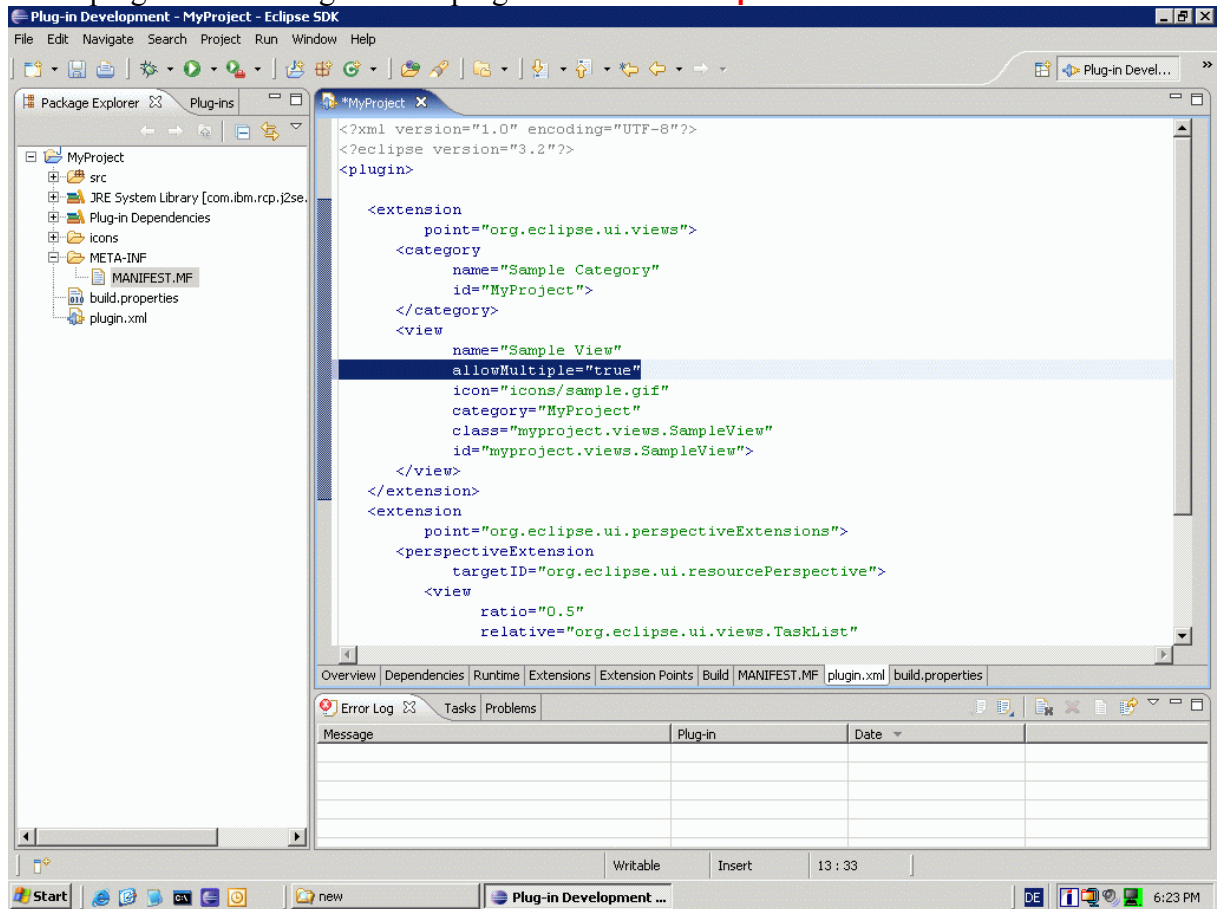 Plug-in Development - MyProject - Eclipse SDK
File Edit Navigate Search Project Run Window Help
Plug-in Devel... »
Package Explorer Plug-ins
*MyProject
MyProject
src
JRE System Library [com.ibm.rcp.j2se.
Plug-in Dependencies
icons
META-INF
MANIFEST.MF
build.properties
plugin.xml
<?xml version="1.0" encoding="UTF-8"?>
<?eclipse version="3.2"?>
<plugin>
<extension
point="org.eclipse.ui.views">
<category
name="Sample Category"
id="MyProject">
</category>
<view
name="Sample View"
allowMultiple="true"
icon="icons/sample.gif"
category="MyProject"
class="myproject.views.SampleView"
id="myproject.views.SampleView">
</view>
</extension>
<extension
point="org.eclipse.ui.perspectiveExtensions">
<perspectiveExtension
targetID="org.eclipse.ui.resourcePerspective">
<view
ratio="0.5"
relative="org.eclipse.ui.views.TaskList"
Overview Dependencies Runtime Extensions Extension Points Build MANIFEST.MF plugin.xml build.properties
Error Log Tasks Problems
Message Plug-in Date
Writable Insert 13 : 33
Start new Plug-in Development ... DE 6:23 PM